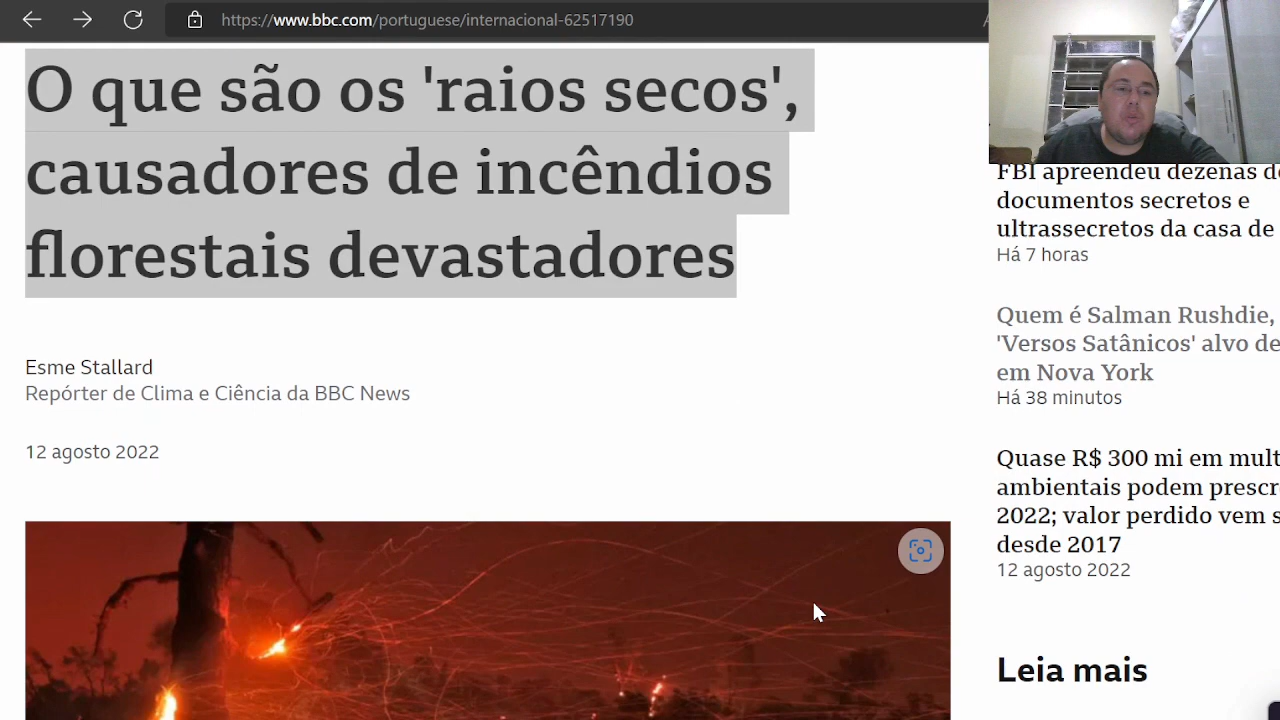 https://www.bbc.com/portuguese/internacional-62517190
O que são os 'raios secos',
causadores de incêndios
florestais devastadores
Esme Stallard
Repórter de Clima e Ciência da BBC News
12 agosto 2022
FBI apreendeu dezenas d
documentos secretos e
ultrassecretos da casa de
Há 7 horas
Quem é Salman Rushdie,
'Versos Satânicos' alvo de
em Nova York
Há 38 minutos
Quase R$ 300 mi em mult
ambientais podem prescr
2022; valor perdido vem s
desde 2017
12 agosto 2022
Leia mais